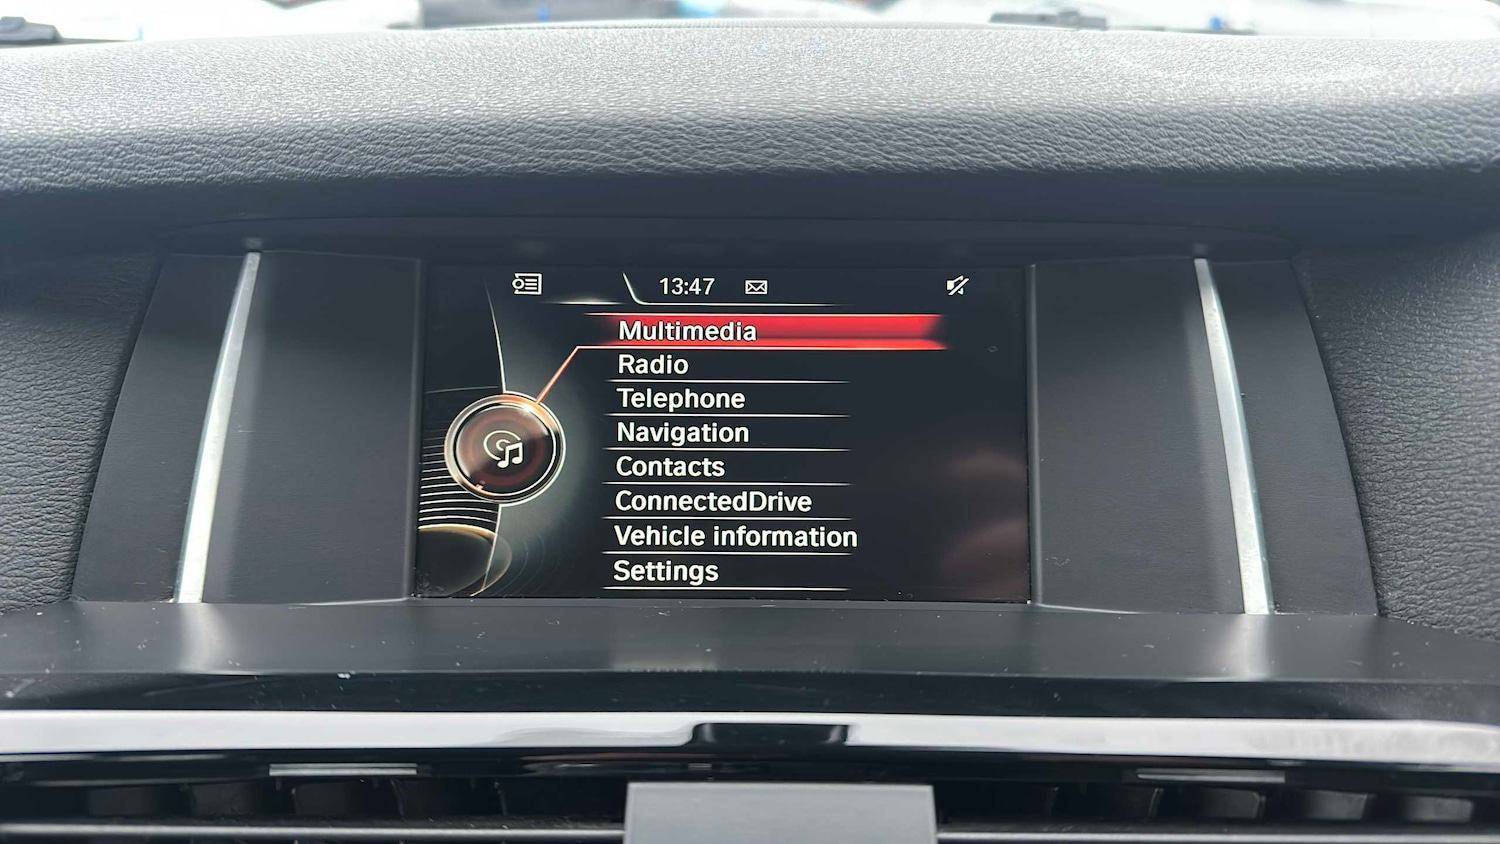 13:47
Multimedia
Radio
Telephone
Navigation
Contacts
ConnectedDrive
Vehicle information
Settings